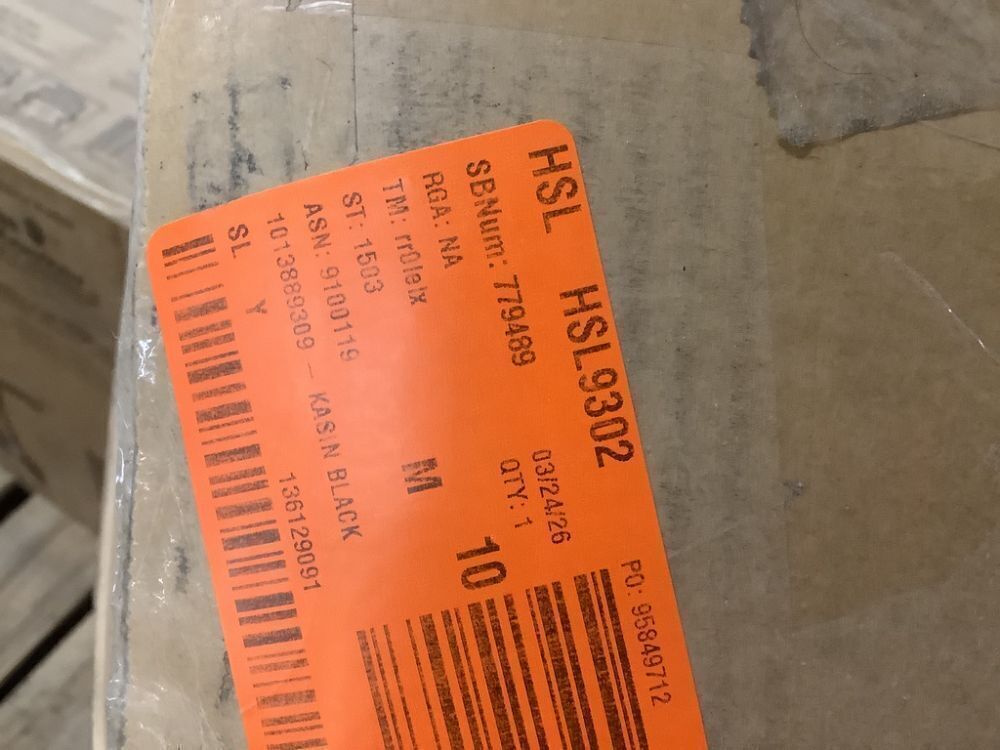 HSL HSL9302
SBNum: 779489 03/24/26 PO: 95849712
RGA: NA QTY: 1
TM: rr0lelx
ST: 1503 M 10
ASN: 9100119
1013889309 - KASIN BLACK
SL Y 136129091